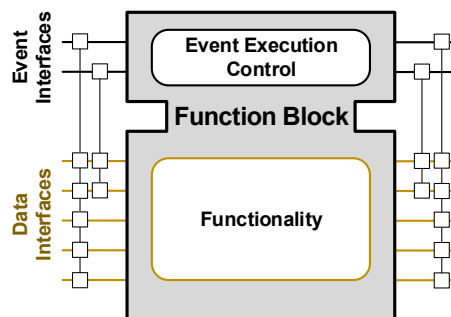 Event
Interfaces
Event Execution
Control
Function Block
Data
Interfaces
Functionality